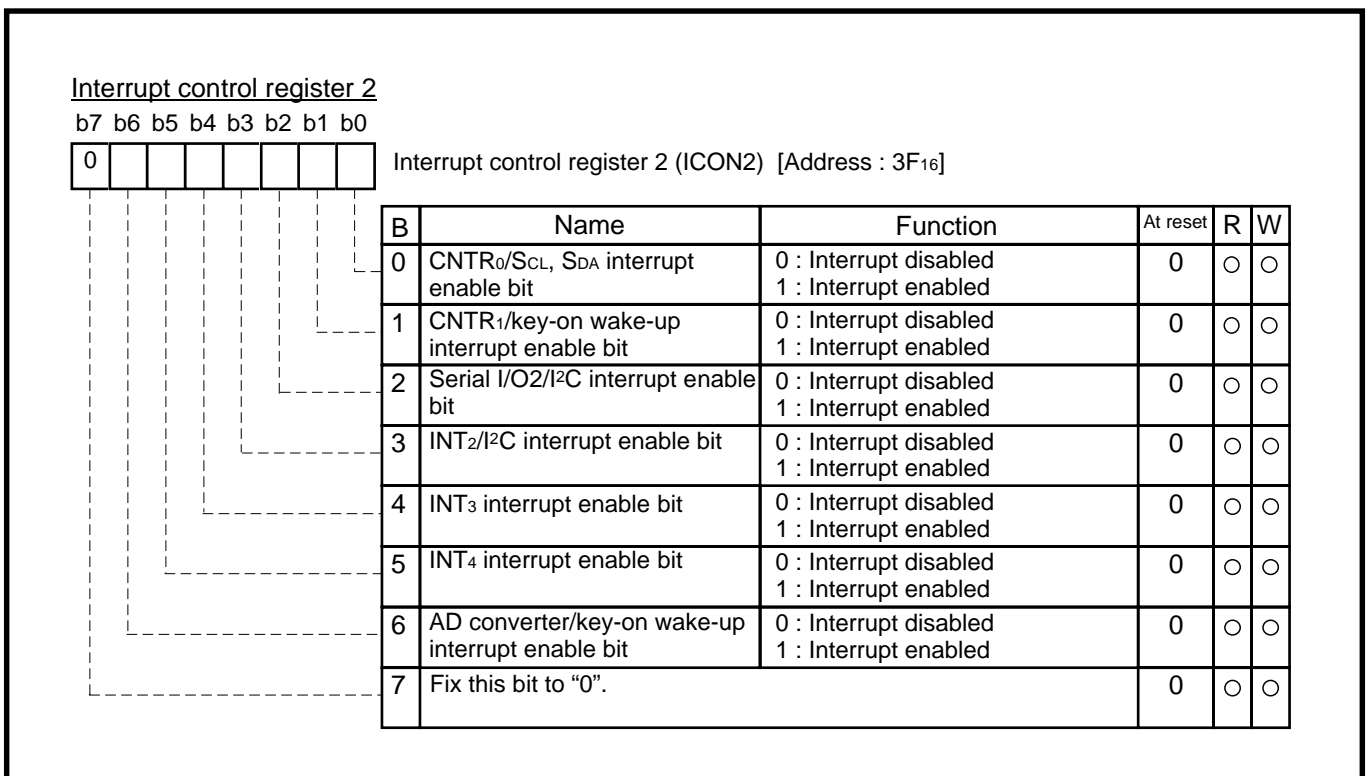 Interrupt control register 2
b7 b6 b5 b4 b3 b2 b1 b0
0
Interrupt control register 2 (ICON2) [Address : 3F16]
B Name Function At reset R W
0 CNTR0/SCL, SDA interrupt 0 : Interrupt disabled 0 ○ ○
enable bit 1 : Interrupt enabled
1 CNTR1/key-on wake-up 0 : Interrupt disabled 0 ○ ○
interrupt enable bit 1 : Interrupt enabled
2 Serial I/O2/I2C interrupt enable 0 : Interrupt disabled 0 ○ ○
bit 1 : Interrupt enabled
3 INT2/I2C interrupt enable bit 0 : Interrupt disabled 0 ○ ○
1 : Interrupt enabled
4 INT3 interrupt enable bit 0 : Interrupt disabled 0 ○ ○
1 : Interrupt enabled
5 INT4 interrupt enable bit 0 : Interrupt disabled 0 ○ ○
1 : Interrupt enabled
6 AD converter/key-on wake-up 0 : Interrupt disabled 0 ○ ○
interrupt enable bit 1 : Interrupt enabled
7 Fix this bit to “0”. 0 ○ ○